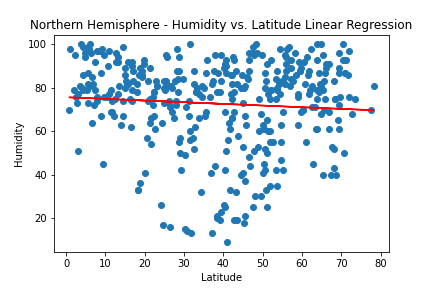 Northern Hemisphere - Humidity vs. Latitude Linear Regression
100
80
60
40
20
Humidity
0 10 20 30 40 50 60 70 80
Latitude